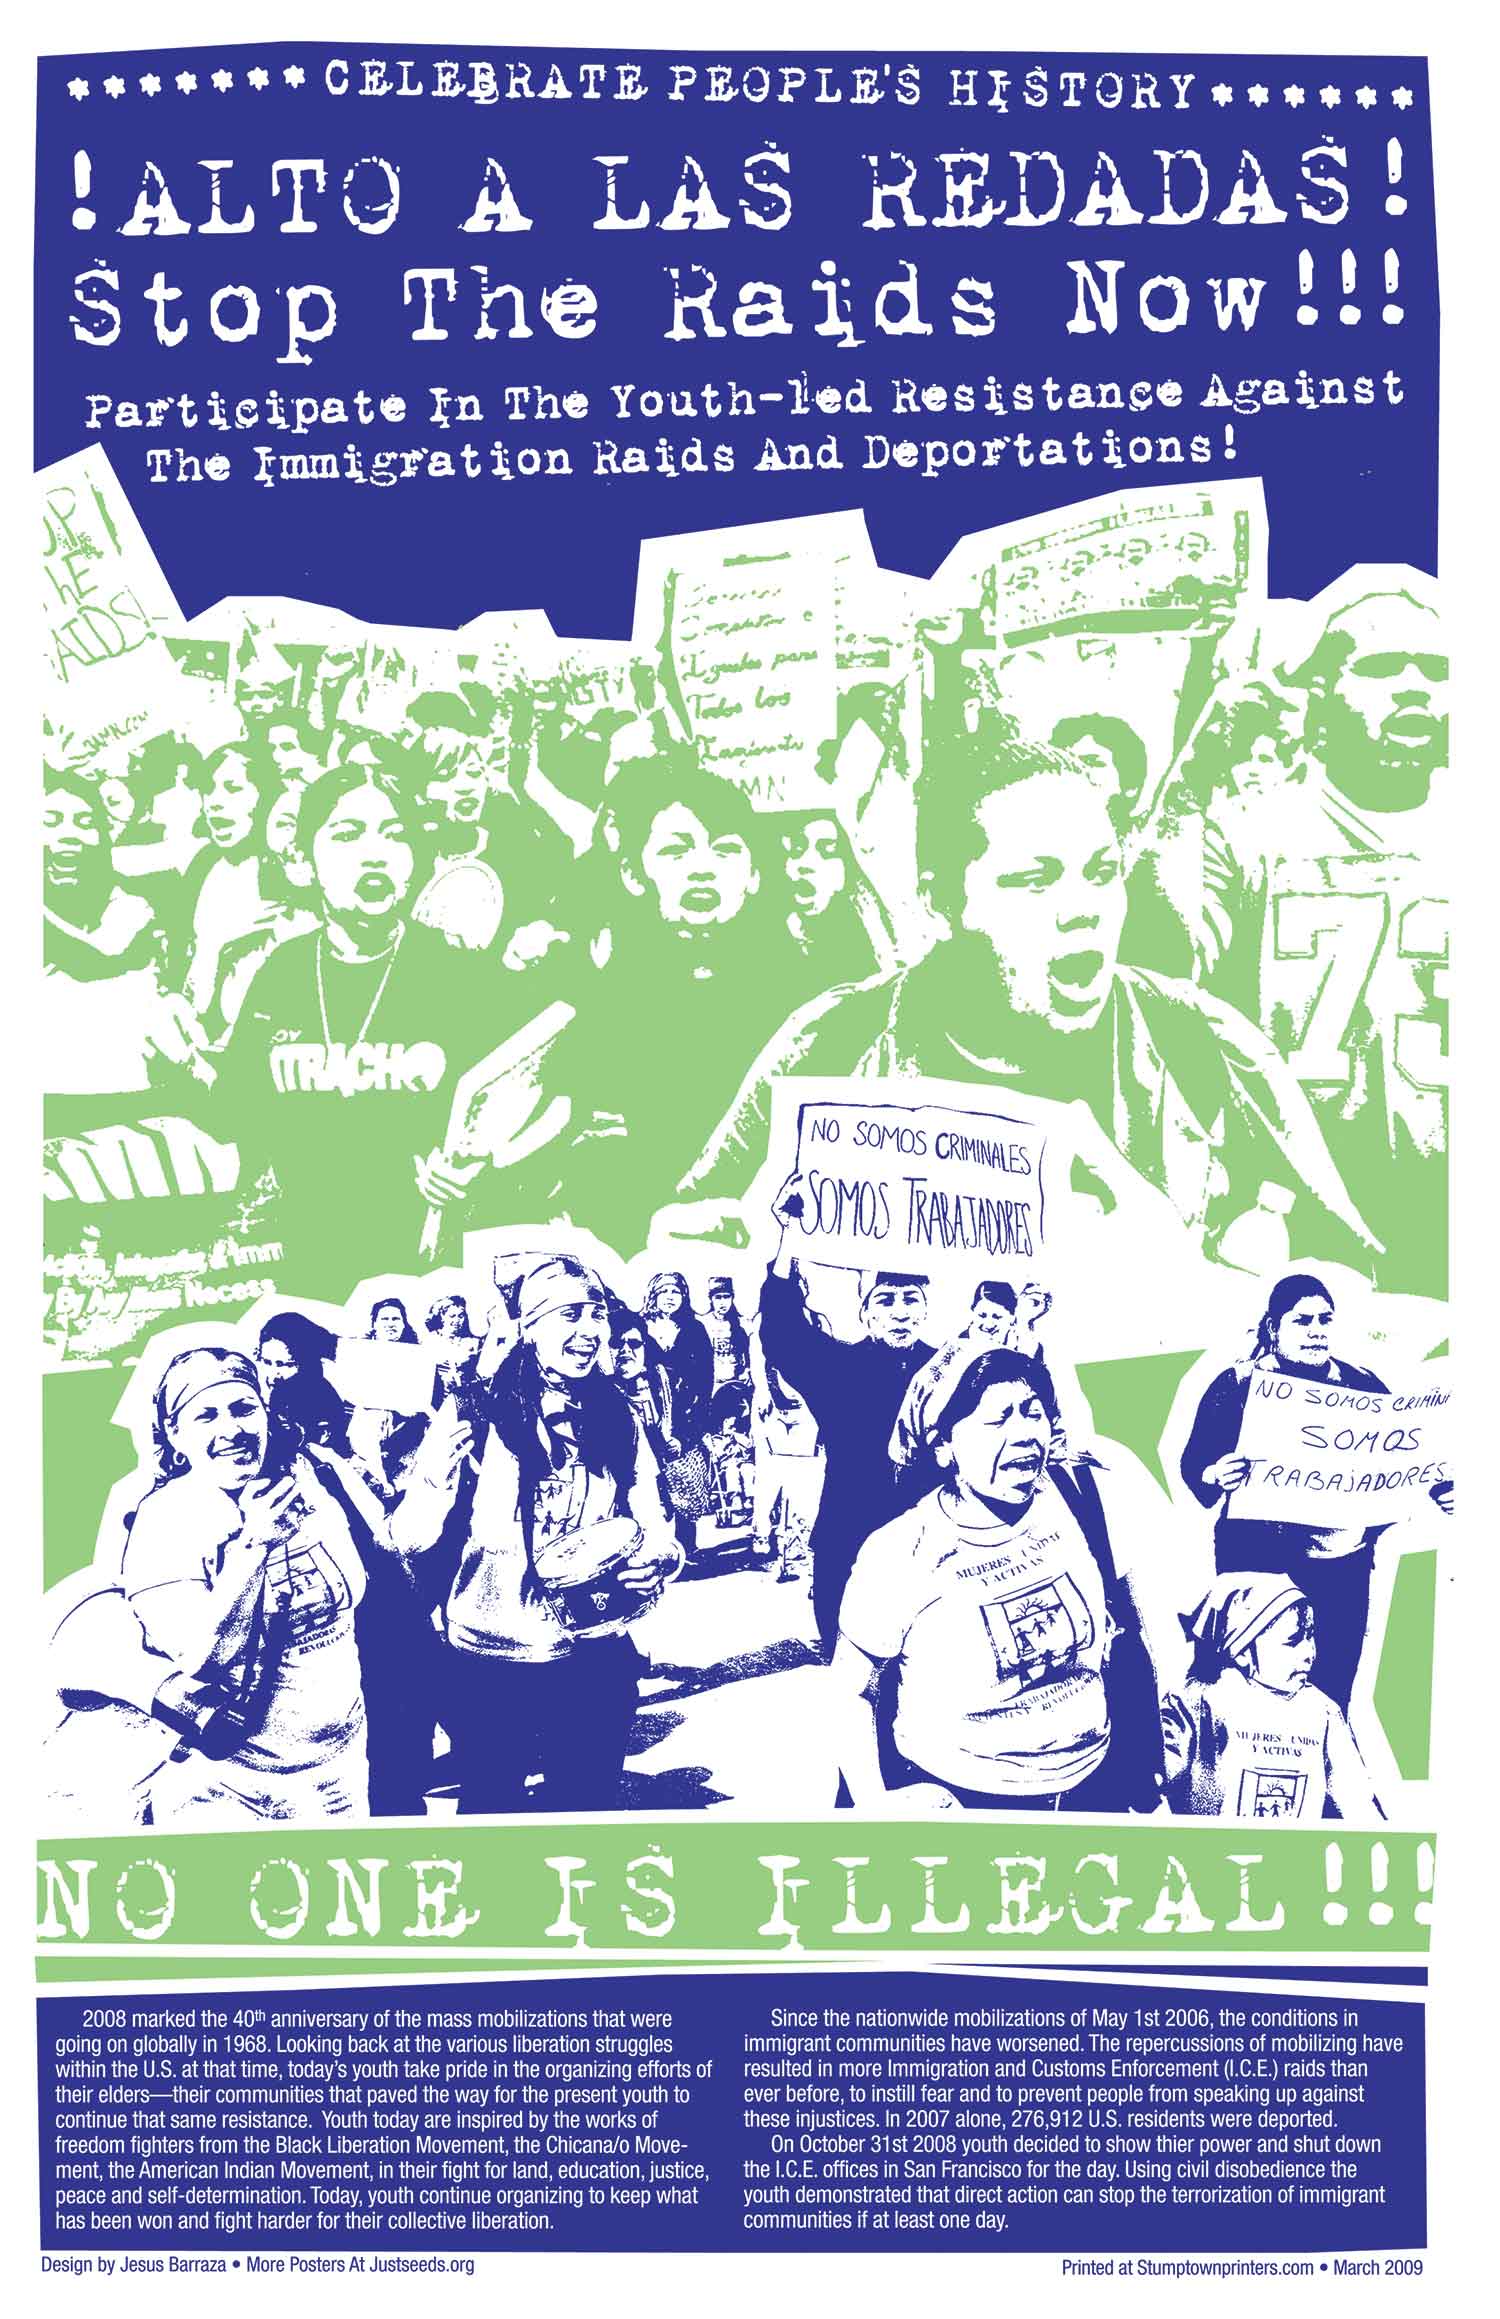 ******* CELEBRATE PEOPLE'S HISTORY ******
!ALTO A LAS REDADAS!
Stop The Raids Now!!!
Participate In The Youth-led Resistance Against
The Immigration Raids And Deportations!
Todos los
ITRACHO
73
NO SOMOS CRIMINALES
SOMOS TRABAJADORES
NO SOMOS CRIMIN
SOMOS
TRABAJADORES
MUJERES UNIDAS
Y ACTIVAS
MUJERES UNIDAS
Y ACTIVAS
NO ONE IS ILLEGAL!!!
2008 marked the 40th anniversary of the mass mobilizations that were
going on globally in 1968. Looking back at the various liberation struggles
within the U.S. at that time, today's youth take pride in the organizing efforts of
their elders—their communities that paved the way for the present youth to
continue that same resistance. Youth today are inspired by the works of
freedom fighters from the Black Liberation Movement, the Chicana/o Move-
ment, the American Indian Movement, in their fight for land, education, justice,
peace and self-determination. Today, youth continue organizing to keep what
has been won and fight harder for their collective liberation.
Since the nationwide mobilizations of May 1st 2006, the conditions in
immigrant communities have worsened. The repercussions of mobilizing have
resulted in more Immigration and Customs Enforcement (I.C.E.) raids than
ever before, to instill fear and to prevent people from speaking up against
these injustices. In 2007 alone, 276,912 U.S. residents were deported.
On October 31st 2008 youth decided to show thier power and shut down
the I.C.E. offices in San Francisco for the day. Using civil disobedience the
youth demonstrated that direct action can stop the terrorization of immigrant
communities if at least one day.
Design by Jesus Barraza • More Posters At Justseeds.org
Printed at Stumptownprinters.com • March 2009